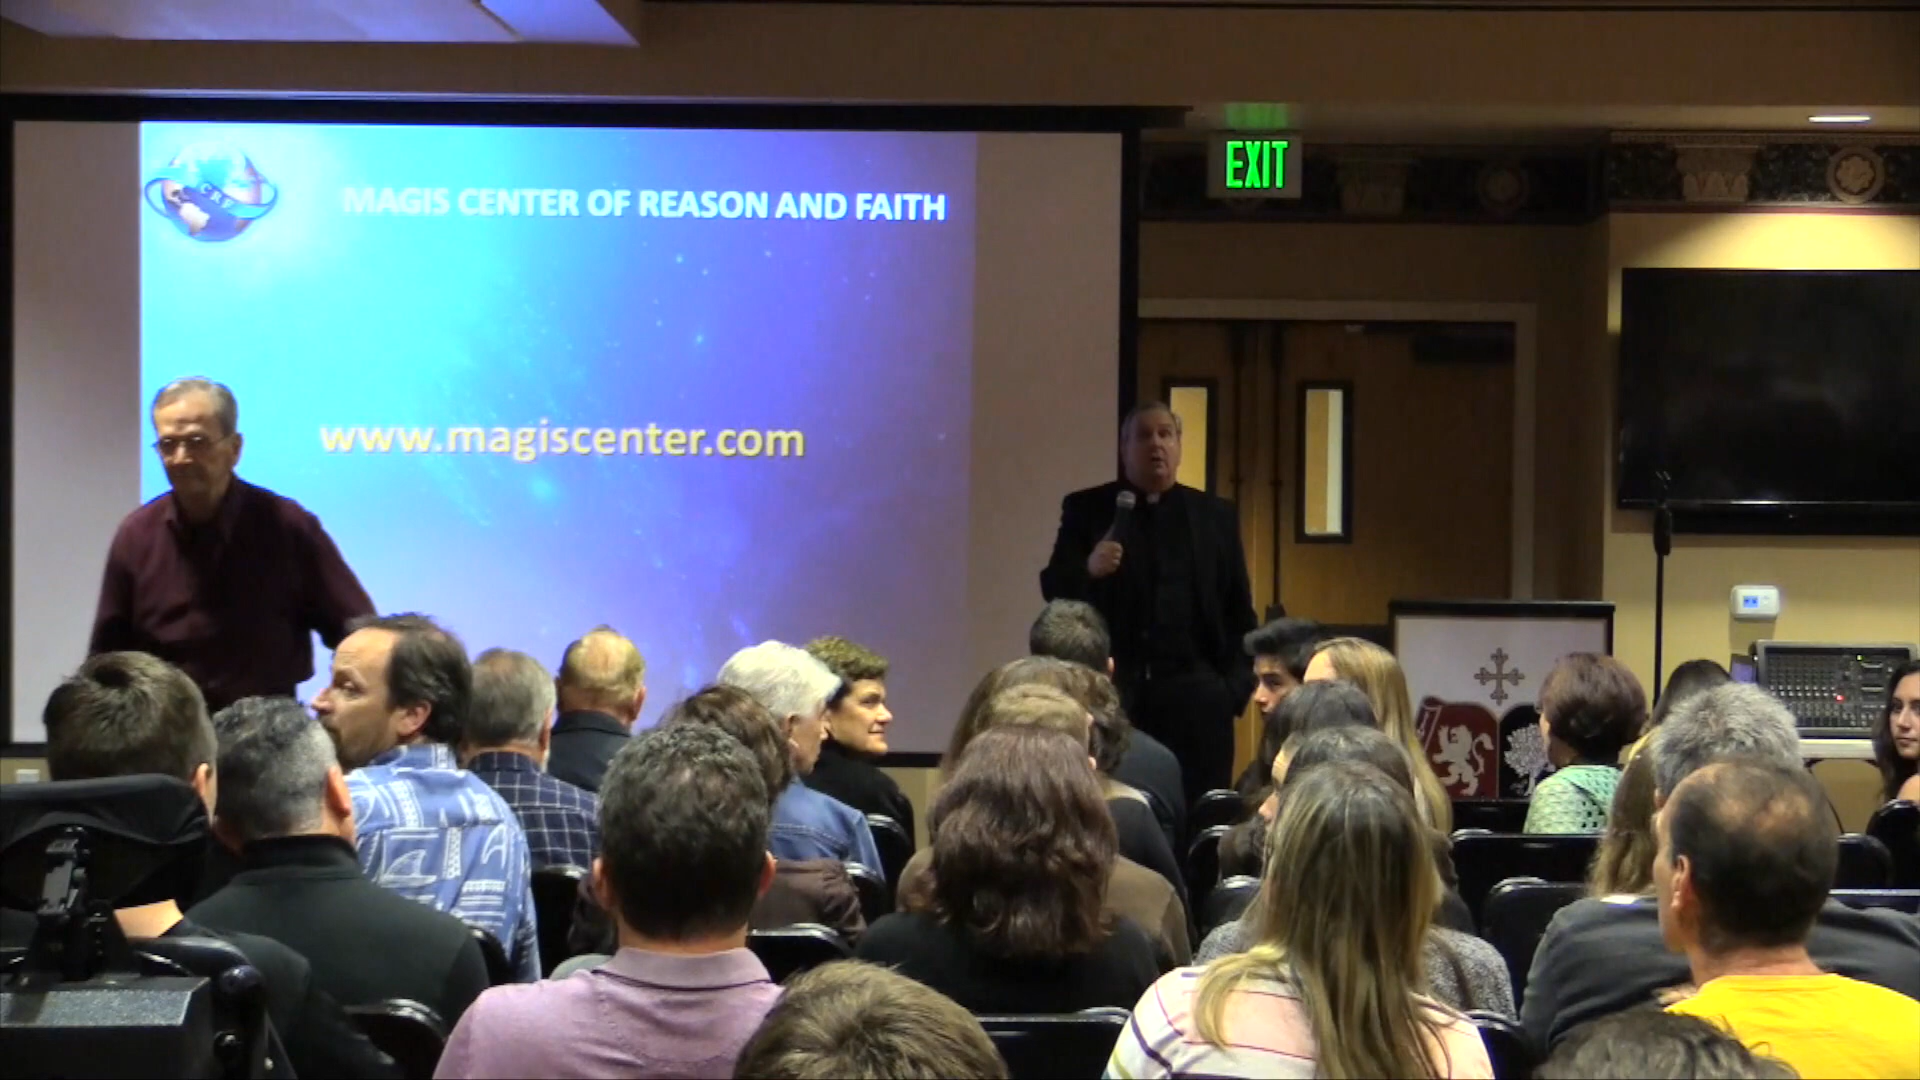 EXIT
MAGIS CENTER OF REASON AND FAITH
www.magiscenter.com